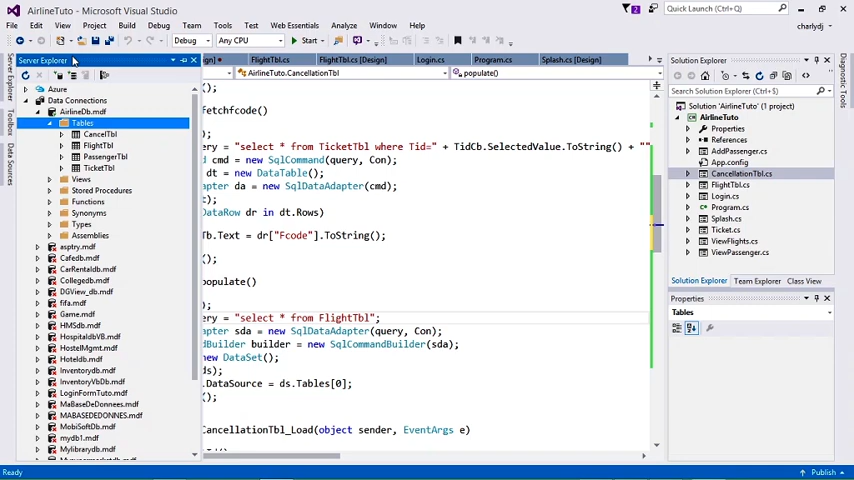 AirlineTuto - Microsoft Visual Studio
2
Quick Launch (Ctrl+Q)
File Edit View Project Build Debug Team Tools Test Web Essentials Analyze Window Help
charlydj
Debug Any CPU Start
Server Explorer
FlightTbl.cs FlightTbl.cs [Design] Login.cs Program.cs Splash.cs [Design]
AirlineTuto.CancellationTbl populate()
Server Explorer
Toolbox
Data Sources
Azure
Data Connections
AirlineDb.mdf
Tables
CancelTbl
FlightTbl
PassengerTbl
TicketTbl
Views
Stored Procedures
Functions
Synonyms
Types
Assemblies
asptry.mdf
Cafedb.mdf
CarRentaldb.mdf
Collegedb.mdf
DGView_db.mdf
fifa.mdf
Game.mdf
HMSdb.mdf
HospitaldbVB.mdf
HostelMgmt.mdf
Hoteldb.mdf
Inventorydb.mdf
InventoryVbDb.mdf
LoginFormTuto.mdf
MaBaseDeDonnees.mdf
MABASEDEDONNES.mdf
MobiSoftDb.mdf
mydb1.mdf
Mylibrarydb.mdf
();
fetchfcode()
);
ery = "select * from TicketTbl where Tid=" + TidCb.SelectedValue.ToString() + ""
d cmd = new SqlCommand(query, Con);
dt = new DataTable();
apter da = new SqlDataAdapter(cmd);
t);
DataRow dr in dt.Rows)
Tb.Text = dr["Fcode"].ToString();
();
populate()
);
ery = "select * from FlightTbl";
apter sda = new SqlDataAdapter(query, Con);
dBuilder builder = new SqlCommandBuilder(sda);
new DataSet();
ds);
.DataSource = ds.Tables[0];
();
CancellationTbl_Load(object sender, EventArgs e)
Solution Explorer
Search Solution Explorer (Ctrl+;)
Solution 'AirlineTuto' (1 project)
AirlineTuto
Properties
References
AddPassenger.cs
App.config
CancellationTbl.cs
FlightTbl.cs
Login.cs
Program.cs
Splash.cs
Ticket.cs
ViewFlights.cs
ViewPassenger.cs
Solution Explorer Team Explorer Class View
Properties
Tables
Diagnostic Tools
Ready
Publish